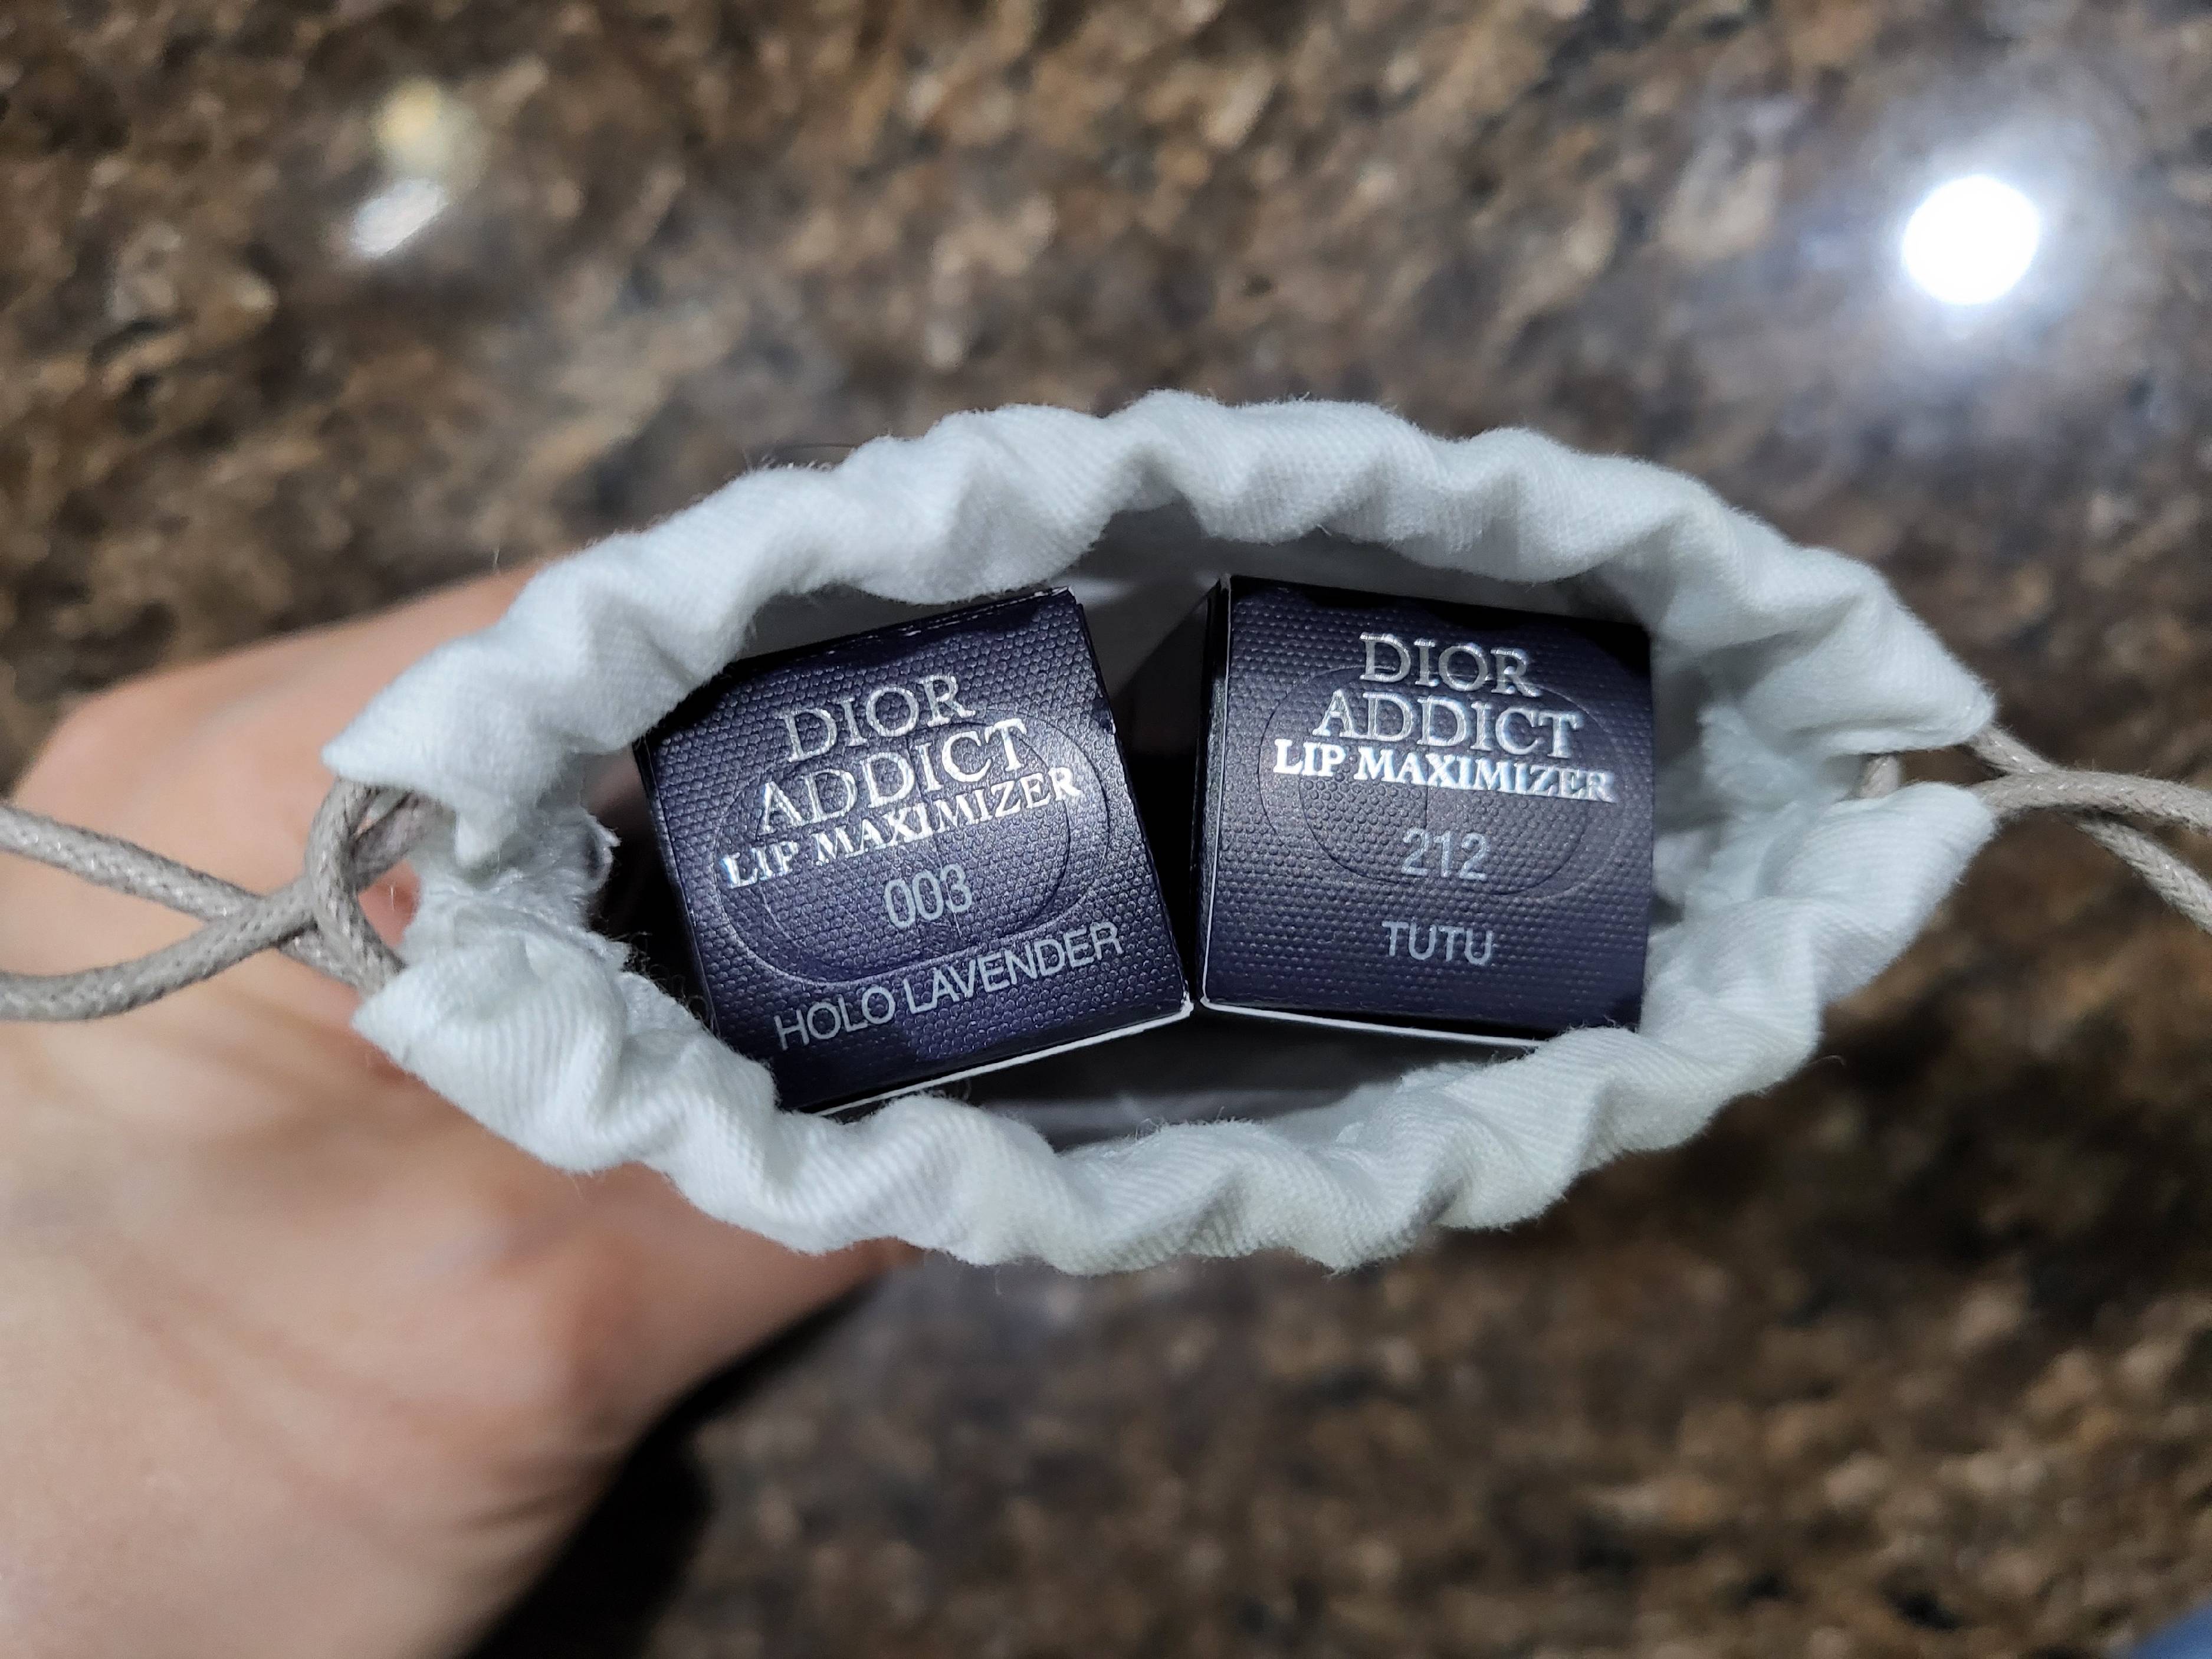 DIOR
ADDICT
LIP MAXIMIZER
003
HOLO LAVENDER
DIOR
ADDICT
LIP MAXIMIZER
212
TUTU